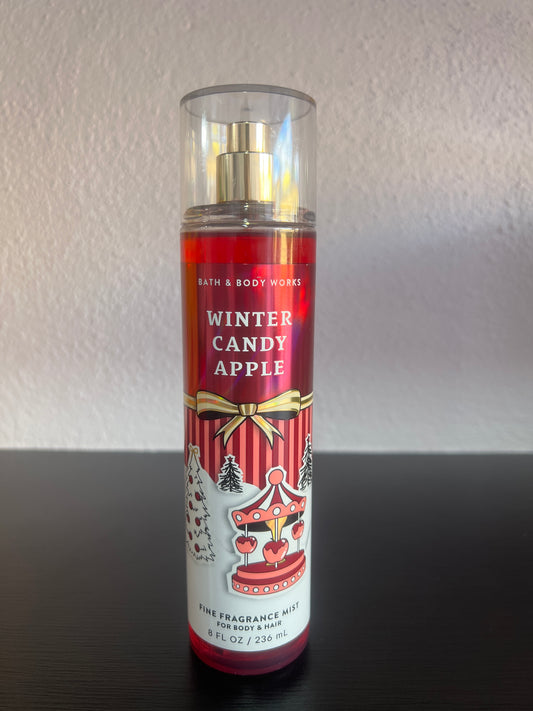 BATH & BODY WORKS
WINTER
CANDY
APPLE
FINE FRAGRANCE MIST
FOR BODY & HAIR
8 FL OZ / 236 mL